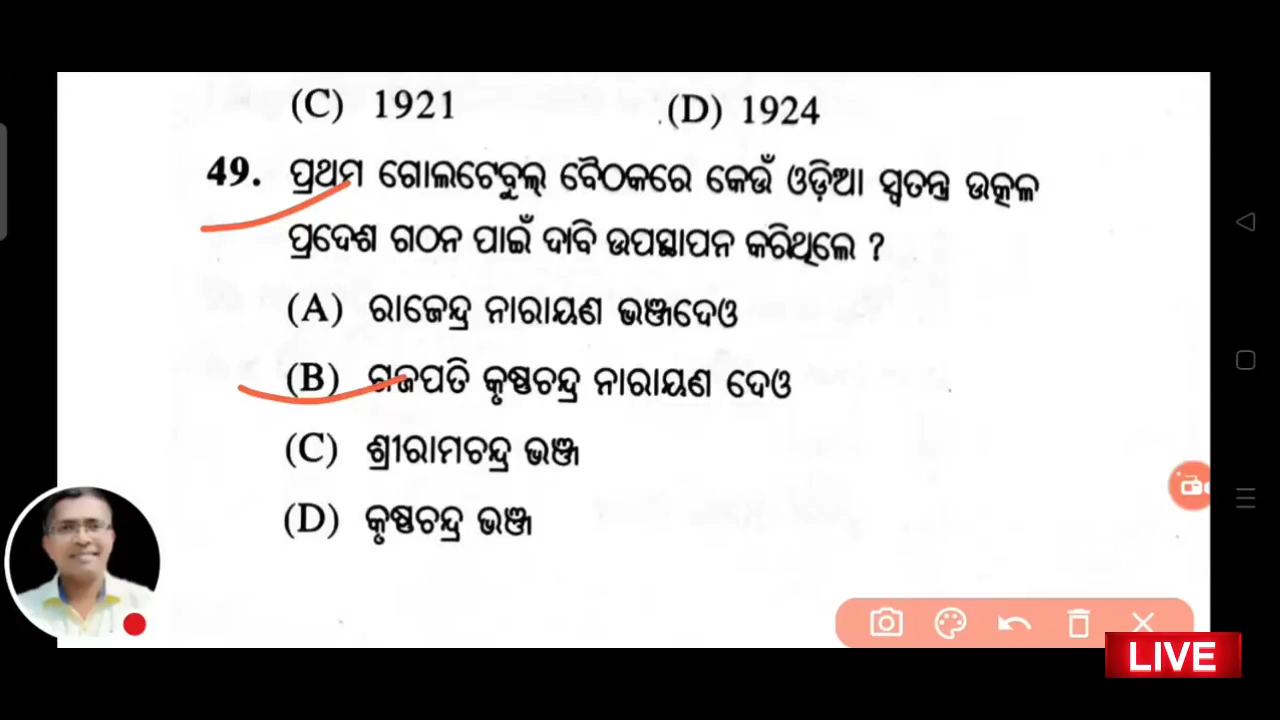 (C) 1921 (D) 1924
49. ପ୍ରଥମ ଗୋଲଟେବୁଲ୍ ବୈଠକରେ କେଉଁ ଓଡ଼ିଆ ସ୍ୱତନ୍ତ୍ର ଉତ୍କଳ
ପ୍ରଦେଶ ଗଠନ ପାଇଁ ଦାବି ଉପସ୍ଥାପନ କରିଥିଲେ ?
(A) ରାଜେନ୍ଦ୍ର ନାରାୟଣ ଭଞ୍ଜଦେଓ
(B) ଗଜପତି କୃଷ୍ଣଚନ୍ଦ୍ର ନାରାୟଣ ଦେଓ
(C) ଶ୍ରୀରାମଚନ୍ଦ୍ର ଭଞ୍ଜ
(D) କୃଷ୍ଣଚନ୍ଦ୍ର ଭଞ୍ଜ
LIVE